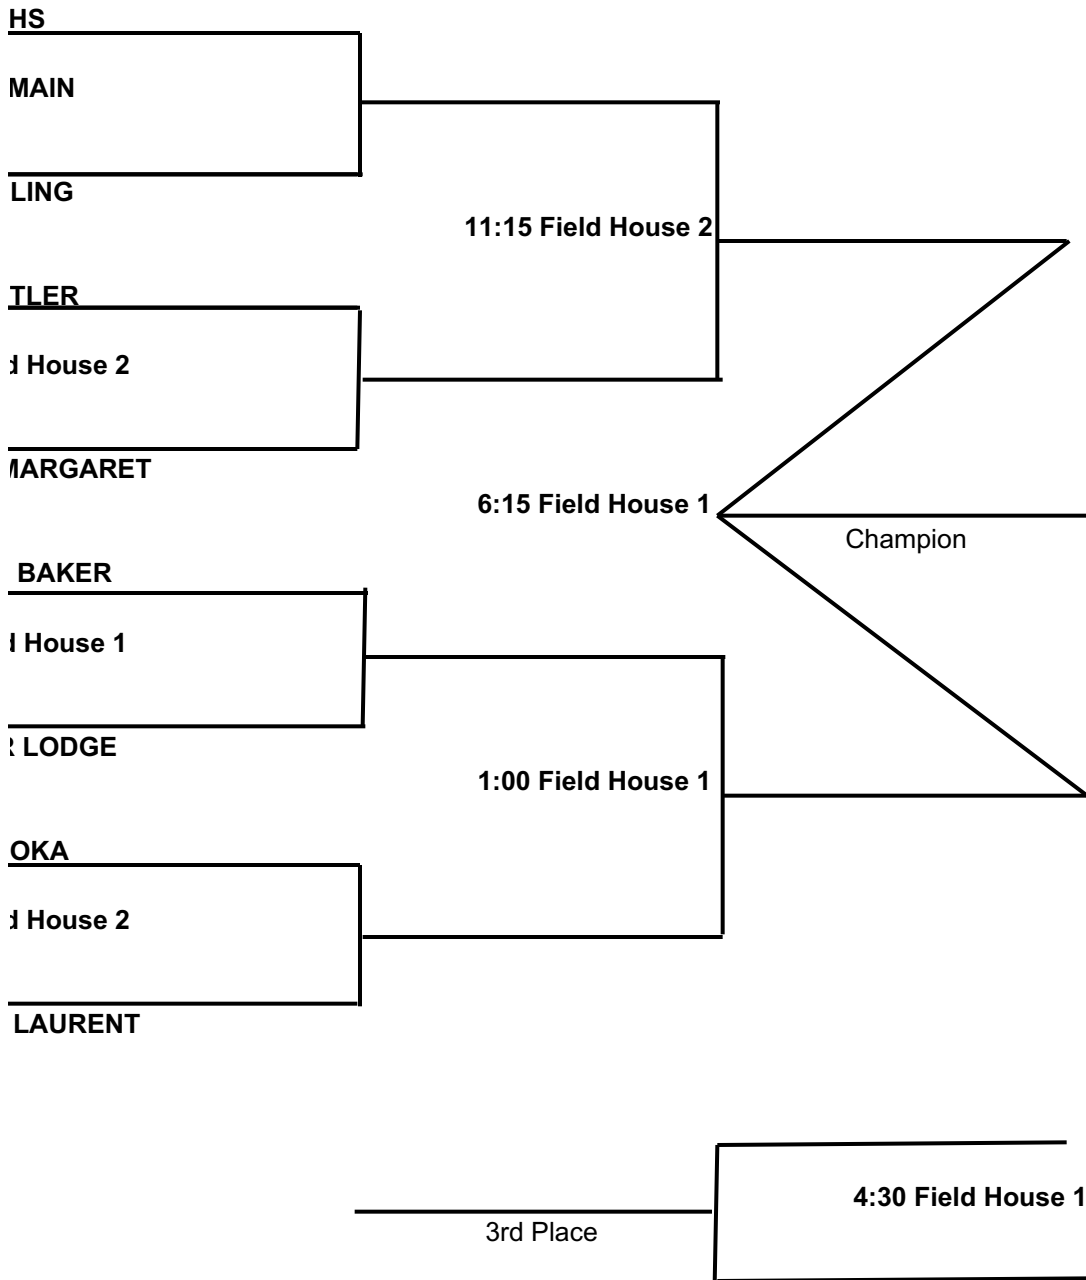 HS
MAIN
LING
11:15 Field House 2
TLER
d House 2
MARGARET
6:15 Field House 1
Champion
BAKER
d House 1
R LODGE
1:00 Field House 1
OKA
d House 2
LAURENT
4:30 Field House 1
3rd Place